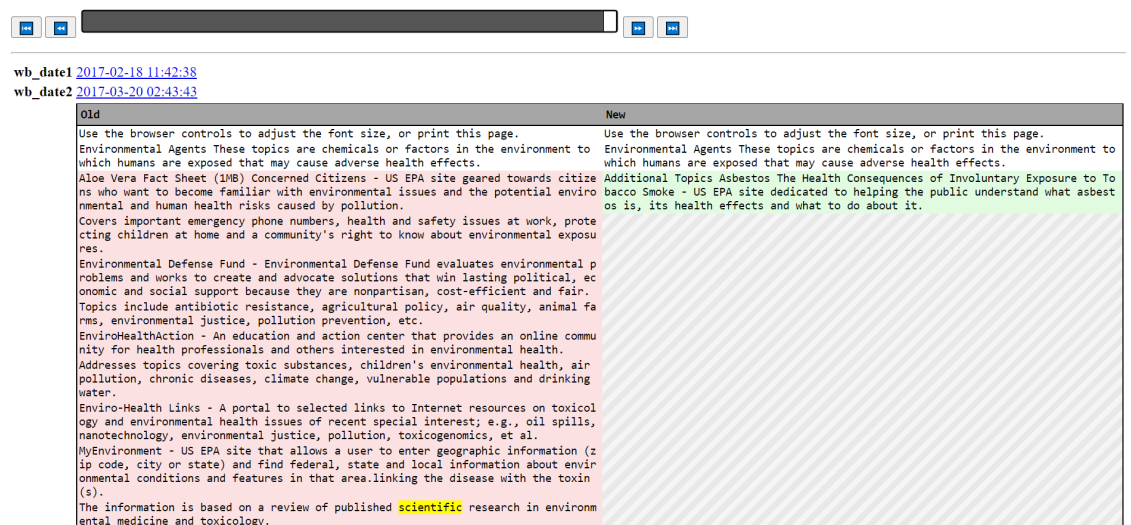 wb_date1 2017-02-18 11:42:38
wb_date2 2017-03-20 02:43:43
Old
Use the browser controls to adjust the font size, or print this page.
Environmental Agents These topics are chemicals or factors in the environment to
which humans are exposed that may cause adverse health effects.
Aloe Vera Fact Sheet (1MB) Concerned Citizens - US EPA site geared towards citize
ns who want to become familiar with environmental issues and the potential enviro
nmental and human health risks caused by pollution.
Covers important emergency phone numbers, health and safety issues at work, prote
cting children at home and a community's right to know about environmental exposu
res.
Environmental Defense Fund - Environmental Defense Fund evaluates environmental p
roblems and works to create and advocate solutions that win lasting political, ec
onomic and social support because they are nonpartisan, cost-efficient and fair.
Topics include antibiotic resistance, agricultural policy, air quality, animal fa
rms, environmental justice, pollution prevention, etc.
EnviroHealthAction - An education and action center that provides an online commu
nity for health professionals and others interested in environmental health.
Addresses topics covering toxic substances, children's environmental health, air
pollution, chronic diseases, climate change, vulnerable populations and drinking
water.
Enviro-Health Links - A portal to selected links to Internet resources on toxicol
ogy and environmental health issues of recent special interest; e.g., oil spills,
nanotechnology, environmental justice, pollution, toxicogenomics, et al.
MyEnvironment - US EPA site that allows a user to enter geographic information (z
ip code, city or state) and find federal, state and local information about envir
onmental conditions and features in that area.linking the disease with the toxin
(s).
The information is based on a review of published scientific research in environm
ental medicine and toxicology.
New
Use the browser controls to adjust the font size, or print this page.
Environmental Agents These topics are chemicals or factors in the environment to
which humans are exposed that may cause adverse health effects.
Additional Topics Asbestos The Health Consequences of Involuntary Exposure to To
bacco Smoke - US EPA site dedicated to helping the public understand what asbest
os is, its health effects and what to do about it.